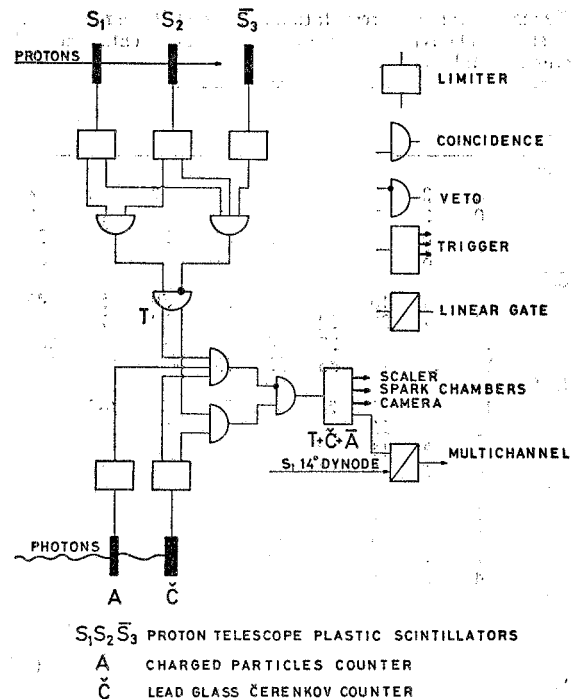 S₁ S₂ S̅₃
PROTONS
LIMITER
COINCIDENCE
VETO
TRIGGER
LINEAR GATE
T
SCALER
SPARK CHAMBERS
CAMERA
T+Č+A̅
S₁ 14° DYNODE
MULTICHANNEL
PHOTONS
A Č
S₁S₂S̅₃ PROTON TELESCOPE PLASTIC SCINTILLATORS
A CHARGED PARTICLES COUNTER
Č LEAD GLASS ČERENKOV COUNTER